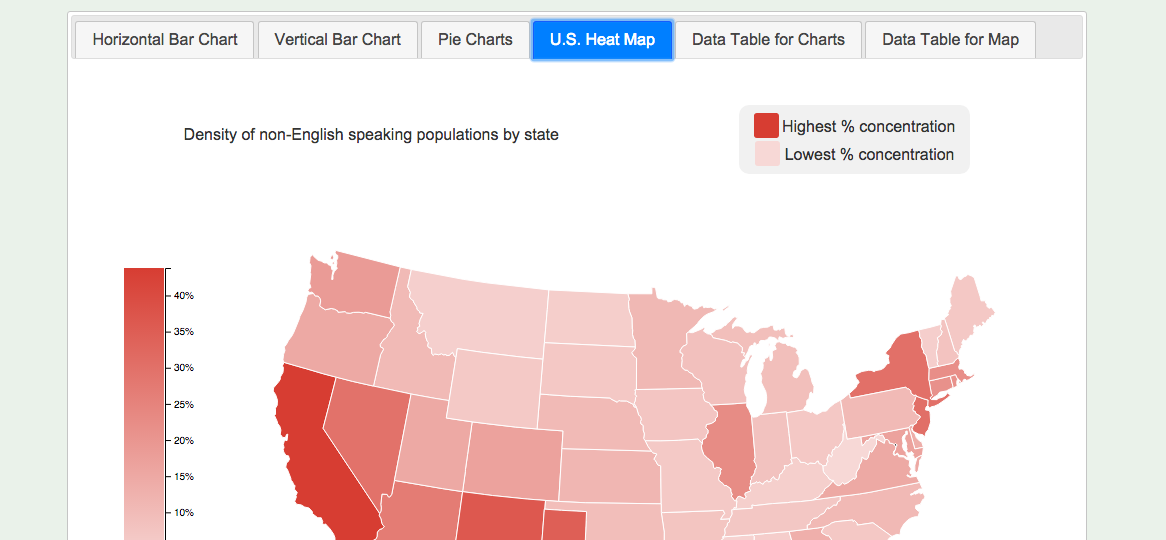 Horizontal Bar Chart
Vertical Bar Chart
Pie Charts
U.S. Heat Map
Data Table for Charts
Data Table for Map
Density of non-English speaking populations by state
Highest % concentration
Lowest % concentration
40%
35%
30%
25%
20%
15%
10%